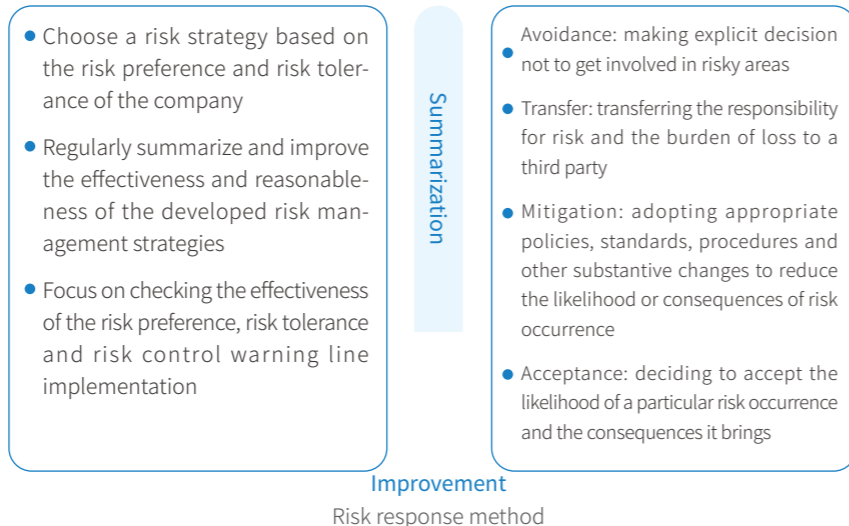 Choose a risk strategy based on
the risk preference and risk toler-
ance of the company
Regularly summarize and improve
the effectiveness and reasonable-
ness of the developed risk man-
agement strategies
Focus on checking the effectiveness
of the risk preference, risk tolerance
and risk control warning line
implementation
Summarization
Avoidance: making explicit decision
not to get involved in risky areas
Transfer: transferring the responsibility
for risk and the burden of loss to a
third party
Mitigation: adopting appropriate
policies, standards, procedures and
other substantive changes to reduce
the likelihood or consequences of risk
occurrence
Acceptance: deciding to accept the
likelihood of a particular risk occurrence
and the consequences it brings
Improvement
Risk response method